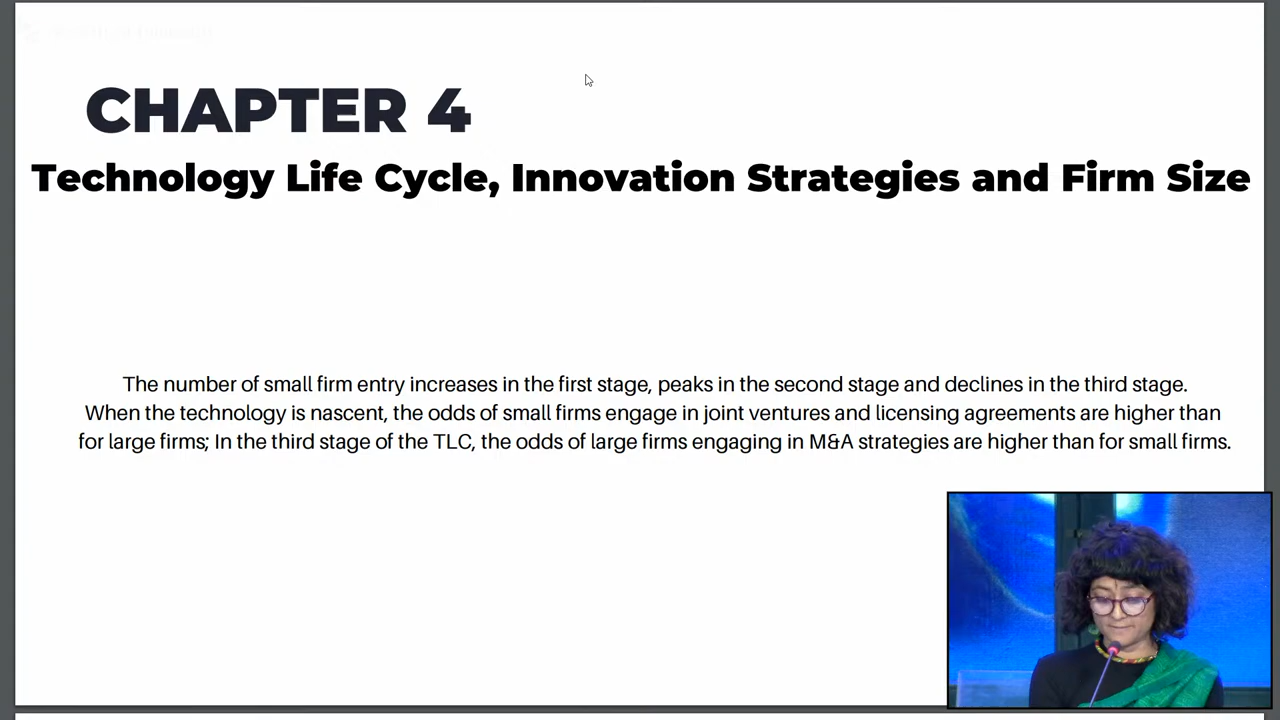 CHAPTER 4
Technology Life Cycle, Innovation Strategies and Firm Size
The number of small firm entry increases in the first stage, peaks in the second stage and declines in the third stage.
When the technology is nascent, the odds of small firms engage in joint ventures and licensing agreements are higher than
for large firms; In the third stage of the TLC, the odds of large firms engaging in M&A strategies are higher than for small firms.